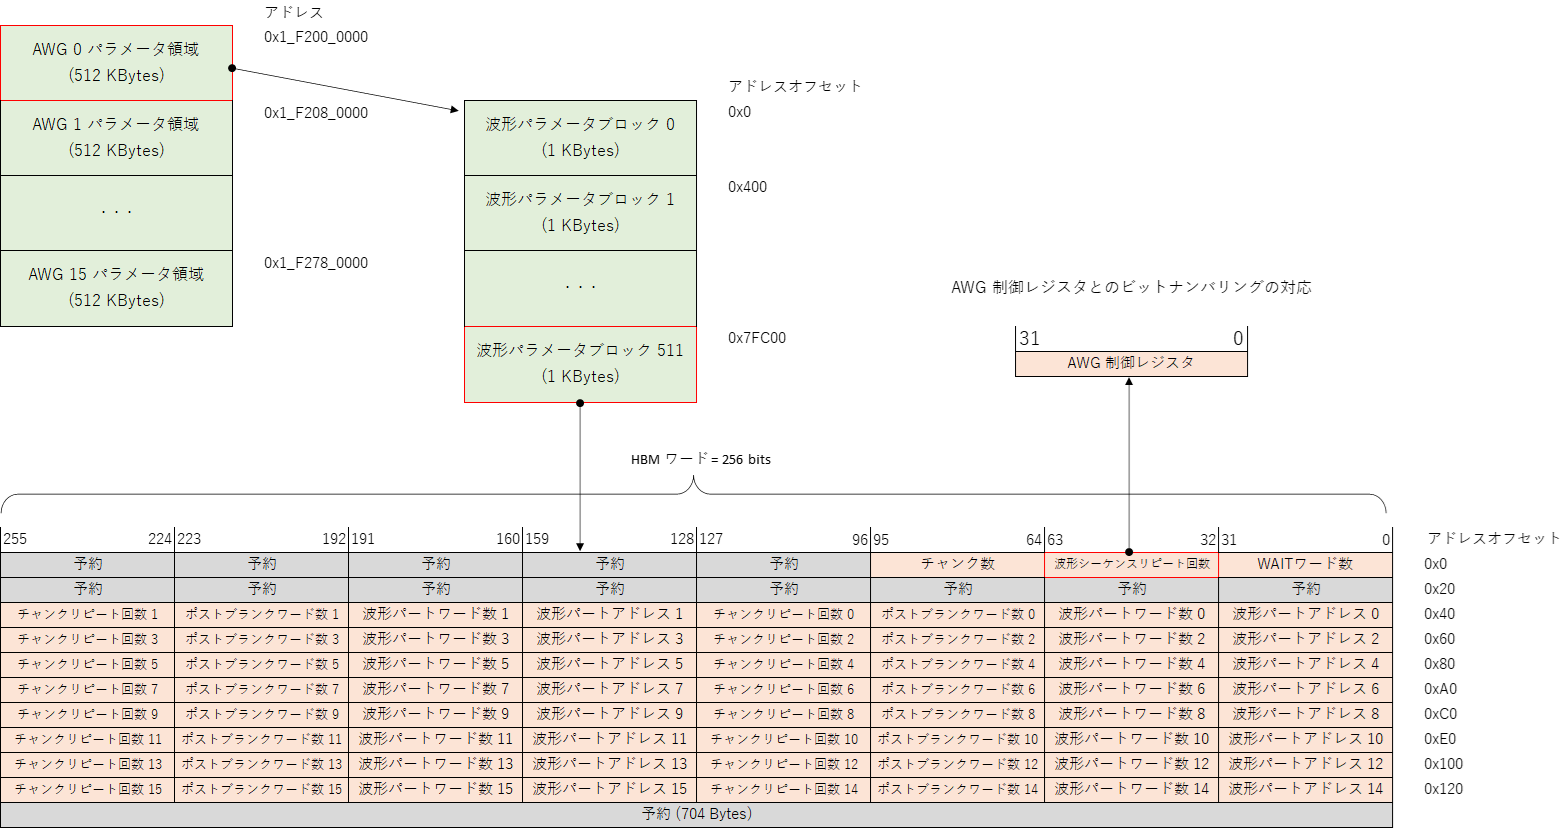 アドレス
AWG 0 パラメータ領域
(512 KBytes)
0x1_F200_0000
AWG 1 パラメータ領域
(512 KBytes)
0x1_F208_0000
・・・
AWG 15 パラメータ領域
(512 KBytes)
0x1_F278_0000
アドレスオフセット
波形パラメータブロック 0
(1 KBytes)
0x0
波形パラメータブロック 1
(1 KBytes)
0x400
・・・
波形パラメータブロック 511
(1 KBytes)
0x7FC00
AWG 制御レジスタとのビットナンバリングの対応
31 0
AWG 制御レジスタ
HBM ワード = 256 bits
255 224 223 192 191 160 159 128 127 96 95 64 63 32 31 0 アドレスオフセット
予約 予約 予約 予約 予約 チャンク数 波形シーケンスリピート回数 WAITワード数 0x0
予約 予約 予約 予約 予約 予約 予約 予約 0x20
チャンクリピート回数 1 ポストブランクワード数 1 波形パートワード数 1 波形パートアドレス 1 チャンクリピート回数 0 ポストブランクワード数 0 波形パートワード数 0 波形パートアドレス 0 0x40
チャンクリピート回数 3 ポストブランクワード数 3 波形パートワード数 3 波形パートアドレス 3 チャンクリピート回数 2 ポストブランクワード数 2 波形パートワード数 2 波形パートアドレス 2 0x60
チャンクリピート回数 5 ポストブランクワード数 5 波形パートワード数 5 波形パートアドレス 5 チャンクリピート回数 4 ポストブランクワード数 4 波形パートワード数 4 波形パートアドレス 4 0x80
チャンクリピート回数 7 ポストブランクワード数 7 波形パートワード数 7 波形パートアドレス 7 チャンクリピート回数 6 ポストブランクワード数 6 波形パートワード数 6 波形パートアドレス 6 0xA0
チャンクリピート回数 9 ポストブランクワード数 9 波形パートワード数 9 波形パートアドレス 9 チャンクリピート回数 8 ポストブランクワード数 8 波形パートワード数 8 波形パートアドレス 8 0xC0
チャンクリピート回数 11 ポストブランクワード数 11 波形パートワード数 11 波形パートアドレス 11 チャンクリピート回数 10 ポストブランクワード数 10 波形パートワード数 10 波形パートアドレス 10 0xE0
チャンクリピート回数 13 ポストブランクワード数 13 波形パートワード数 13 波形パートアドレス 13 チャンクリピート回数 12 ポストブランクワード数 12 波形パートワード数 12 波形パートアドレス 12 0x100
チャンクリピート回数 15 ポストブランクワード数 15 波形パートワード数 15 波形パートアドレス 15 チャンクリピート回数 14 ポストブランクワード数 14 波形パートワード数 14 波形パートアドレス 14 0x120
予約 (704 Bytes)